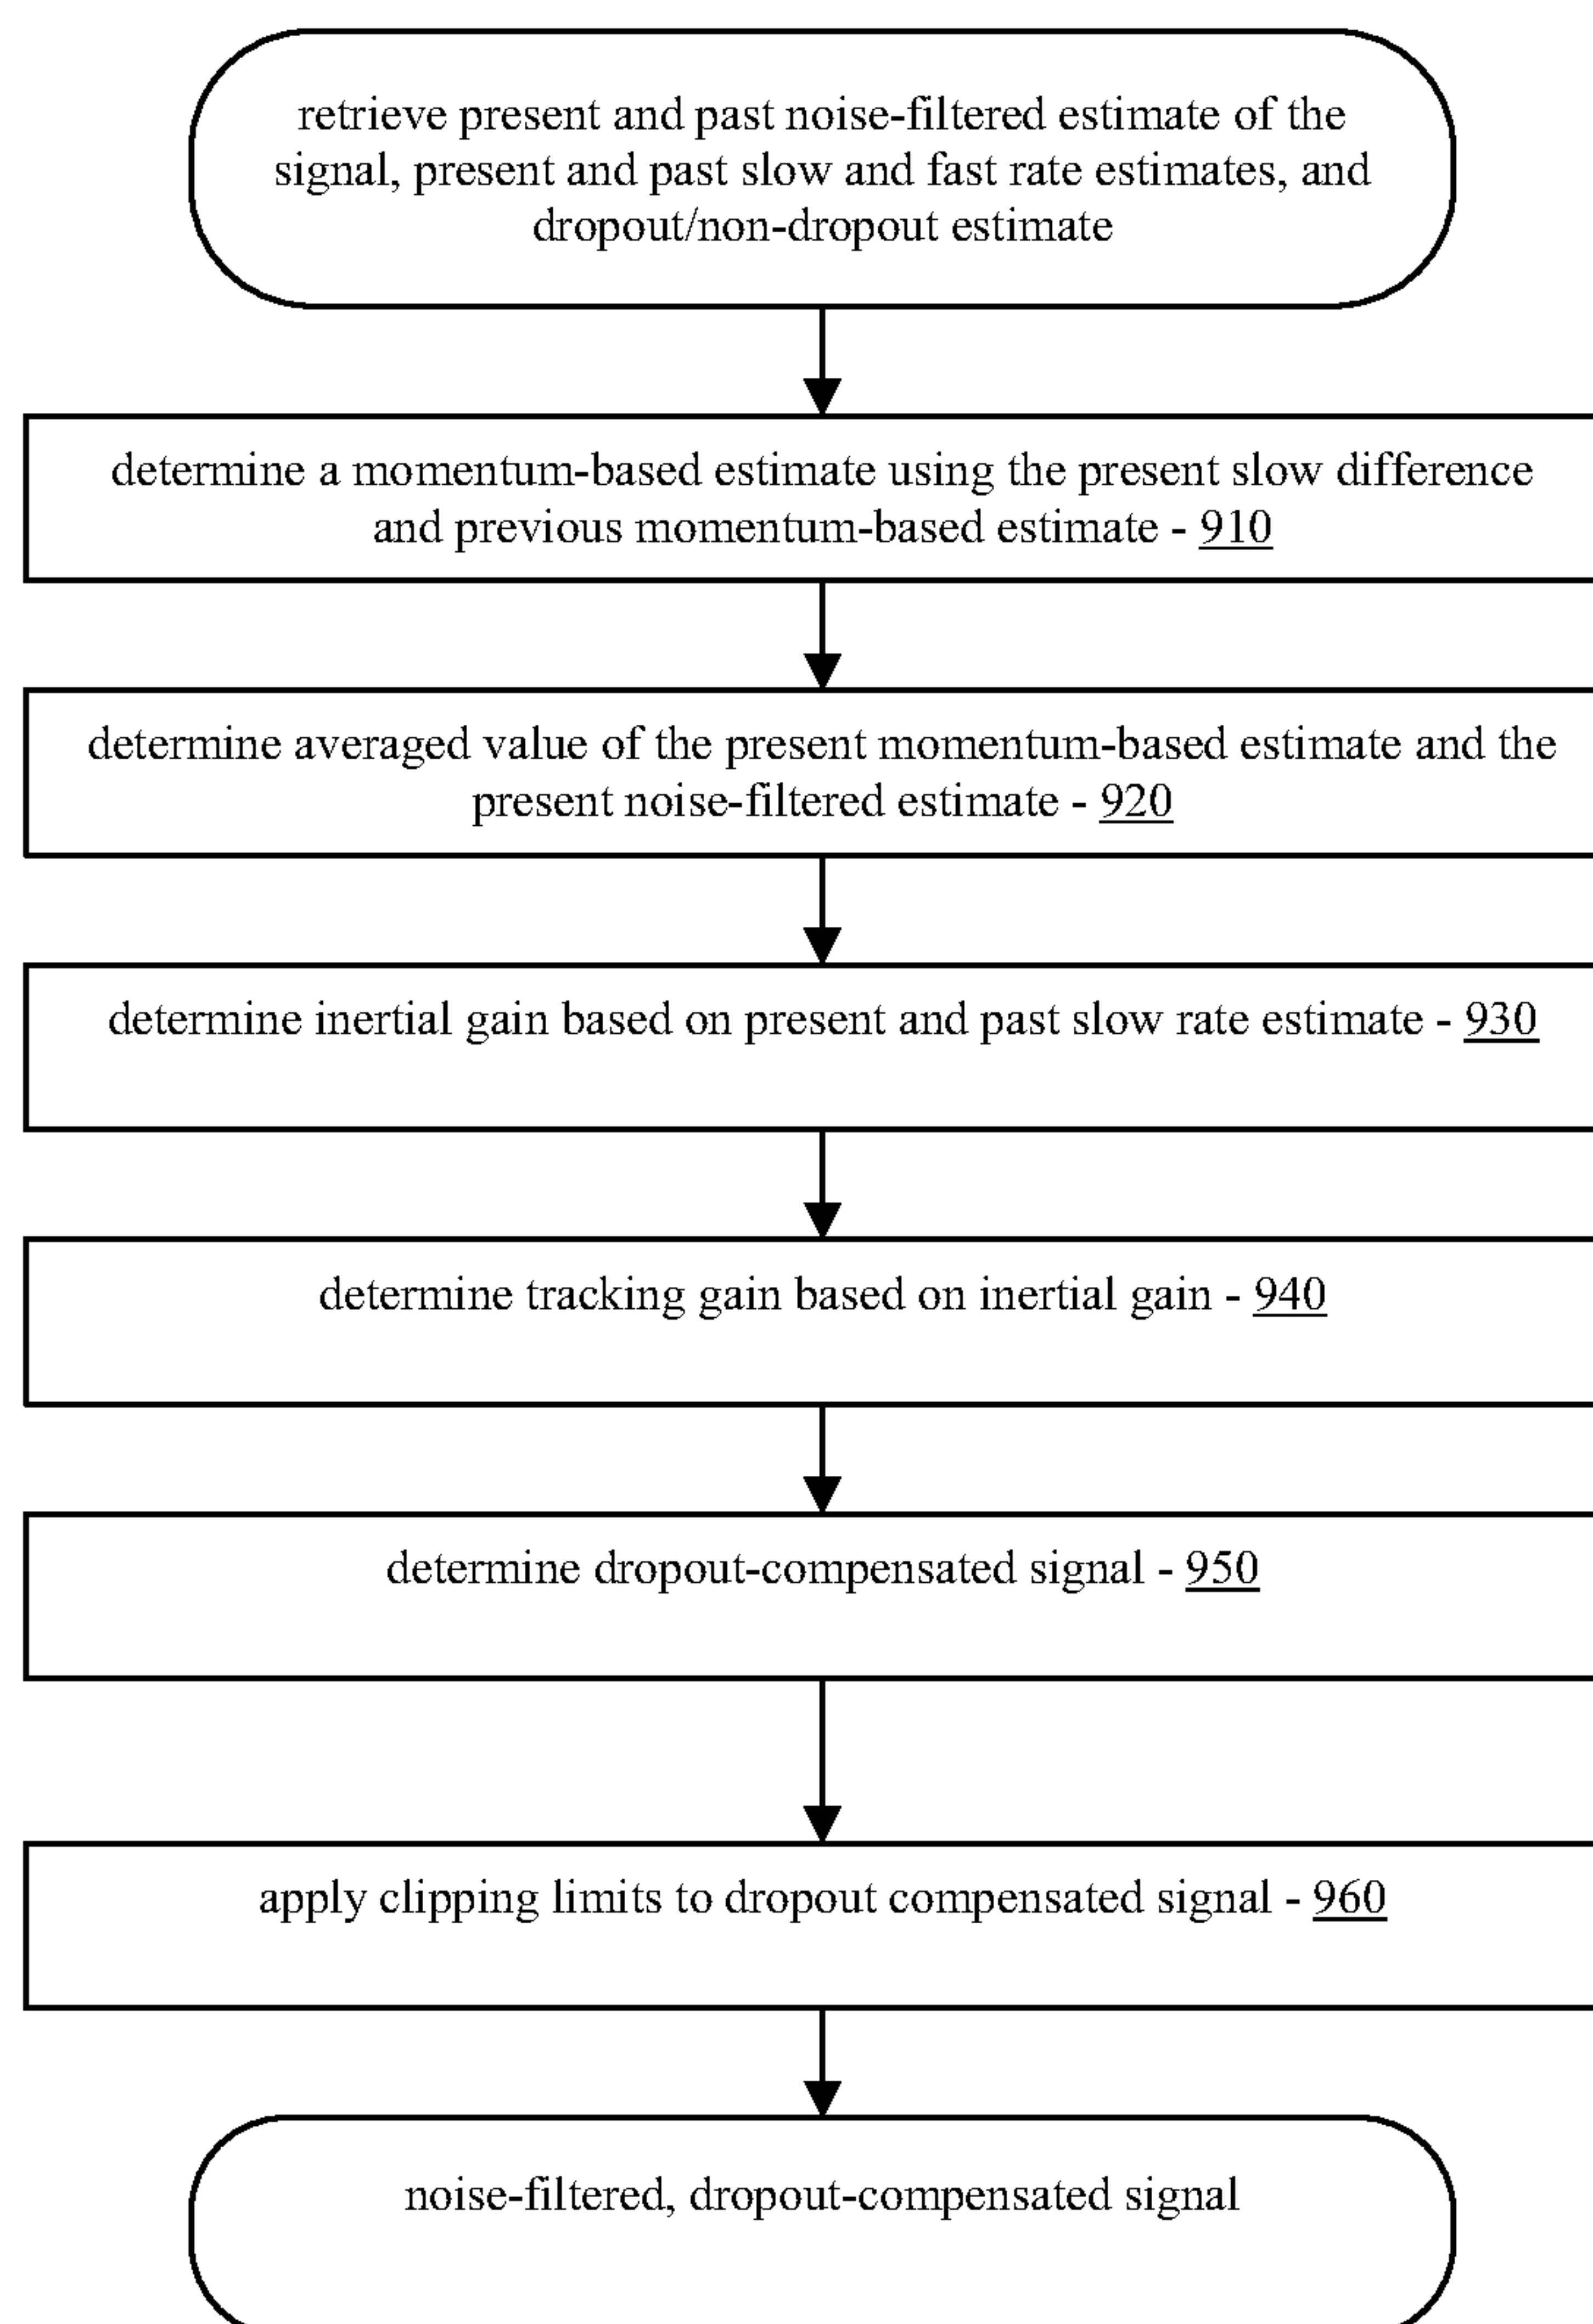 retrieve present and past noise-filtered estimate of the
signal, present and past slow and fast rate estimates, and
dropout/non-dropout estimate
determine a momentum-based estimate using the present slow difference
and previous momentum-based estimate - 910
determine averaged value of the present momentum-based estimate and the
present noise-filtered estimate - 920
determine inertial gain based on present and past slow rate estimate - 930
determine tracking gain based on inertial gain - 940
determine dropout-compensated signal - 950
apply clipping limits to dropout compensated signal - 960
noise-filtered, dropout-compensated signal